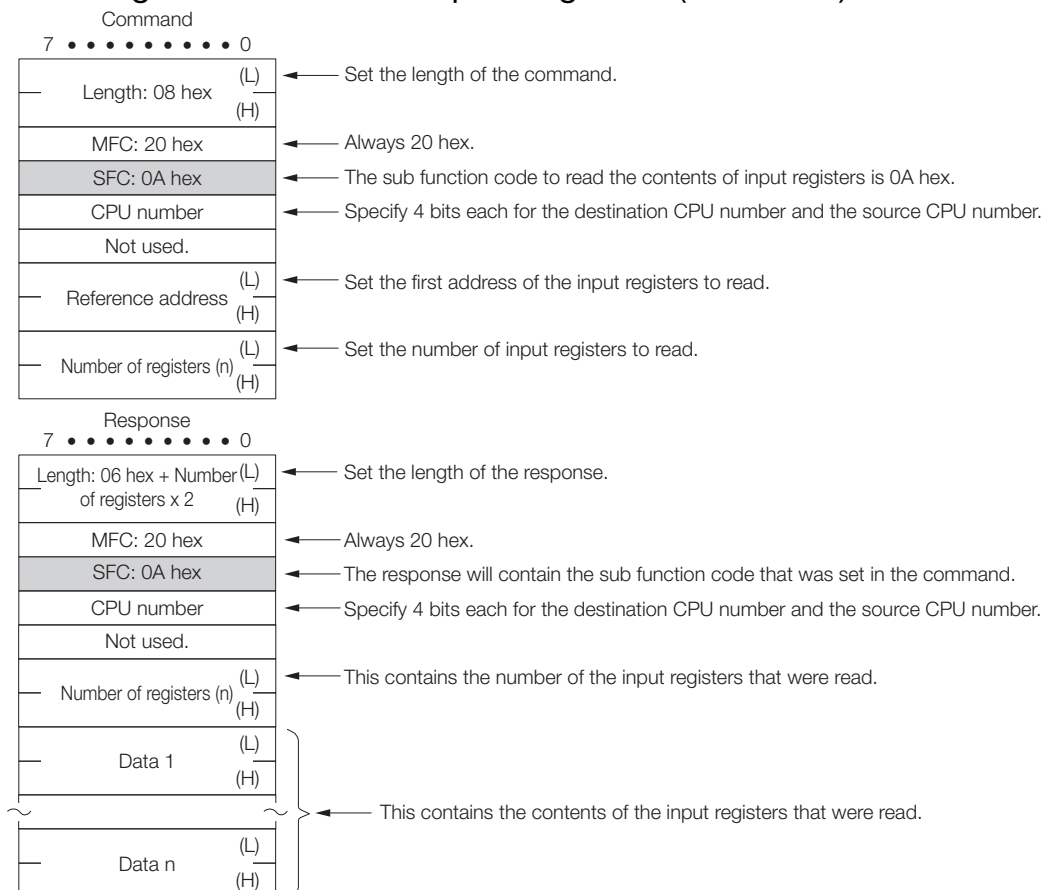 Command
7 • • • • • • • • • 0
(L)
Length: 08 hex
(H)
Set the length of the command.
MFC: 20 hex
Always 20 hex.
SFC: 0A hex
The sub function code to read the contents of input registers is 0A hex.
CPU number
Specify 4 bits each for the destination CPU number and the source CPU number.
Not used.
(L)
Reference address
(H)
Set the first address of the input registers to read.
(L)
Number of registers (n)
(H)
Set the number of input registers to read.
Response
7 • • • • • • • • • 0
Length: 06 hex + Number (L)
of registers x 2 (H)
Set the length of the response.
MFC: 20 hex
Always 20 hex.
SFC: 0A hex
The response will contain the sub function code that was set in the command.
CPU number
Specify 4 bits each for the destination CPU number and the source CPU number.
Not used.
(L)
Number of registers (n)
(H)
This contains the number of the input registers that were read.
(L)
Data 1
(H)
This contains the contents of the input registers that were read.
(L)
Data n
(H)